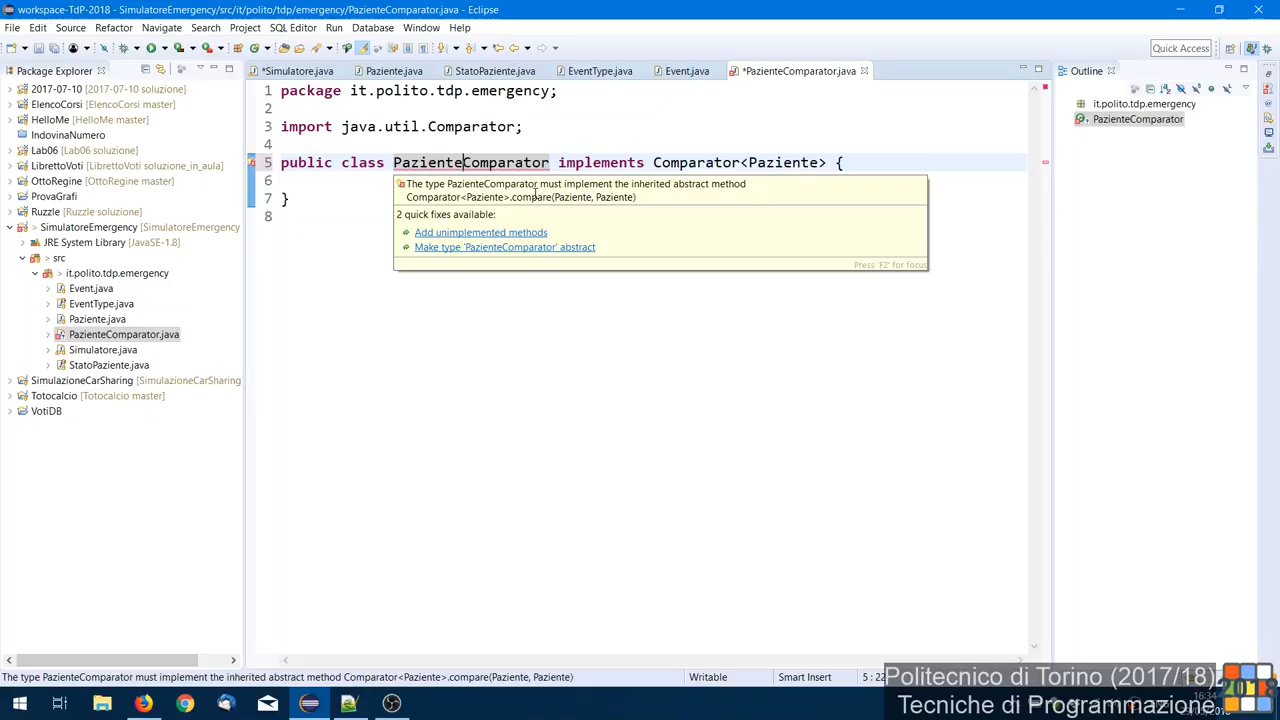 workspace-TdP-2018 - SimulatoreEmergency/src/it/polito/tdp/emergency/PazienteComparator.java - Eclipse
File Edit Source Refactor Navigate Search Project SQL Editor Run Database Window Help
Quick Access
Package Explorer
*Simulatore.java
Paziente.java
StatoPaziente.java
EventType.java
Event.java
*PazienteComparator.java
Outline
2017-07-10 [2017-07-10 soluzione]
ElencoCorsi [ElencoCorsi master]
HelloMe [HelloMe master]
IndovinaNumero
Lab06 [Lab06 master]
LibrettoVoti [LibrettoVoti soluzione_in_aula]
OttoRegine [OttoRegine master]
ProvaGrafi
Ruzzle [Ruzzle soluzione]
> SimulatoreEmergency [SimulatoreEmergency
JRE System Library [JavaSE-1.8]
> src
> it.polito.tdp.emergency
Event.java
EventType.java
Paziente.java
PazienteComparator.java
Simulatore.java
StatoPaziente.java
SimulazioneCarSharing [SimulazioneCarSharing
Totocalcio [Totocalcio master]
VotiDB
1 package it.polito.tdp.emergency;
2
3 import java.util.Comparator;
4
5 public class PazienteComparator implements Comparator<Paziente> {
6
7 }
8
The type PazienteComparator must implement the inherited abstract method
Comparator<Paziente>.compare(Paziente, Paziente)
2 quick fixes available:
Add unimplemented methods
Make type 'PazienteComparator' abstract
Press 'F2' for focus
it.polito.tdp.emergency
PazienteComparator
The type PazienteComparator must implement the inherited abstract method Comparator<Paziente>.compare(Paziente, Paziente)
Writable
Smart Insert
5 : 22
Politecnico di Torino (2017/18)
Tecniche di Programmazione
2018
16:34